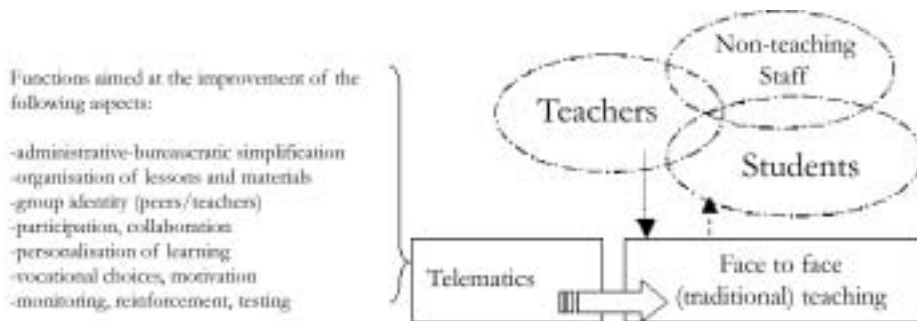 Functions aimed at the improvement of the
following aspects:
-administrative-bureaucratic simplification
-organisation of lessons and materials
-group identity (peers/teachers)
-participation, collaboration
-personalisation of learning
-vocational choices, motivation
-monitoring, reinforcement, testing
Non-teaching
Staff
Teachers
Students
Telematics
Face to face
(traditional) teaching